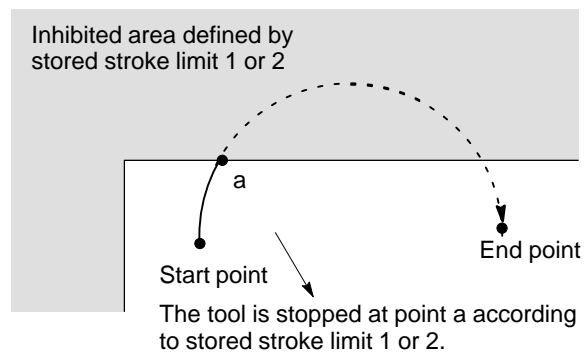 Inhibited area defined by
stored stroke limit 1 or 2
a
End point
Start point
The tool is stopped at point a according
to stored stroke limit 1 or 2.